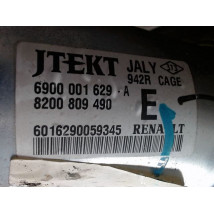 JTEKT JALY
942R CAGE
6900 001 629 - A
8200 809 490 E
6016290059345 RENAULT